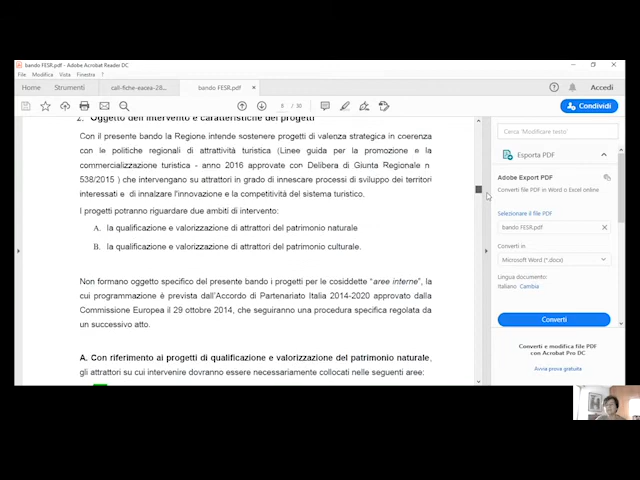 bando FESR.pdf - Adobe Acrobat Reader DC
File Modifica Vista Finestra ?
Home Strumenti call-fiche-eacea-28... bando FESR.pdf × Accedi
8 / 30 Condividi
2. Oggetto dell'intervento e caratteristiche dei progetti
Con il presente bando la Regione intende sostenere progetti di valenza strategica in coerenza
con le politiche regionali di attrattività turistica (Linee guida per la promozione e la
commercializzazione turistica - anno 2016 approvate con Delibera di Giunta Regionale n.
538/2015 ) che intervengano su attrattori in grado di innescare processi di sviluppo dei territori
interessati e di innalzare l'innovazione e la competitività del sistema turistico.
I progetti potranno riguardare due ambiti di intervento:
A. la qualificazione e valorizzazione di attrattori del patrimonio naturale
B. la qualificazione e valorizzazione di attrattori del patrimonio culturale.
Non formano oggetto specifico del presente bando i progetti per le cosiddette "aree interne", la
cui programmazione è prevista dall'Accordo di Partenariato Italia 2014-2020 approvato dalla
Commissione Europea il 29 ottobre 2014, che seguiranno una procedura specifica regolata da
un successivo atto.
A. Con riferimento ai progetti di qualificazione e valorizzazione del patrimonio naturale,
gli attrattori su cui intervenire dovranno essere necessariamente collocati nelle seguenti aree:
Cerca 'Modificare testo'
Esporta PDF
Adobe Export PDF
Converti file PDF in Word o Excel online
Selezionare il file PDF
bando FESR.pdf
Converti in
Microsoft Word (*.docx)
Lingua documento:
Italiano Cambia
Converti
Converti e modifica file PDF
con Acrobat Pro DC
Avvia prova gratuita